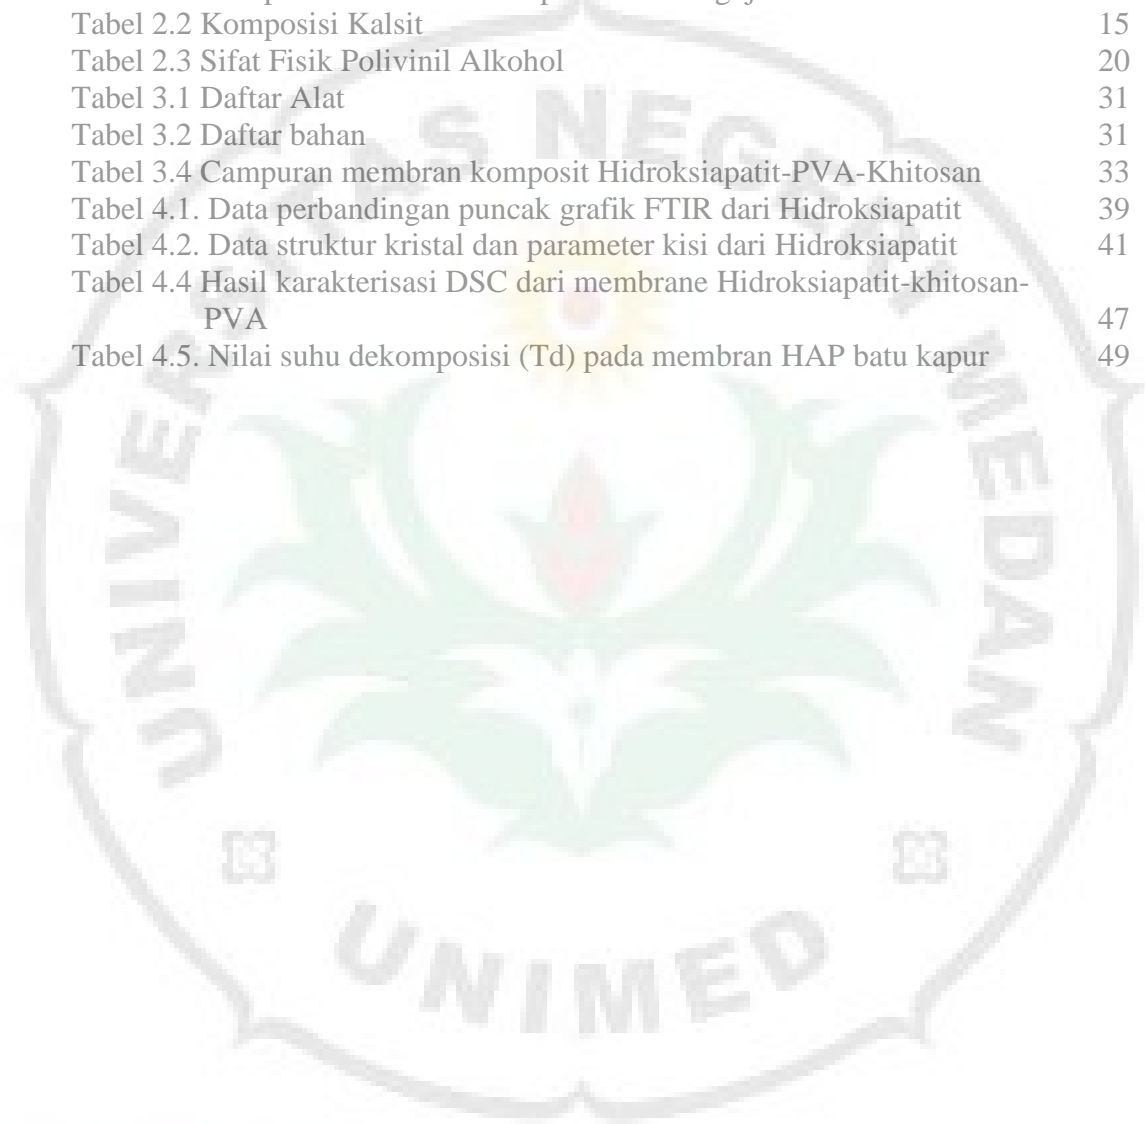 Tabel 2.2 Komposisi Kalsit 15
Tabel 2.3 Sifat Fisik Polivinil Alkohol 20
Tabel 3.1 Daftar Alat 31
Tabel 3.2 Daftar bahan 31
Tabel 3.4 Campuran membran komposit Hidroksiapatit-PVA-Khitosan 33
Tabel 4.1. Data perbandingan puncak grafik FTIR dari Hidroksiapatit 39
Tabel 4.2. Data struktur kristal dan parameter kisi dari Hidroksiapatit 41
Tabel 4.4 Hasil karakterisasi DSC dari membrane Hidroksiapatit-khitosan-
PVA 47
Tabel 4.5. Nilai suhu dekomposisi (Td) pada membran HAP batu kapur 49
UNIVERSITAS NEGERI MEDAN
UNIMED